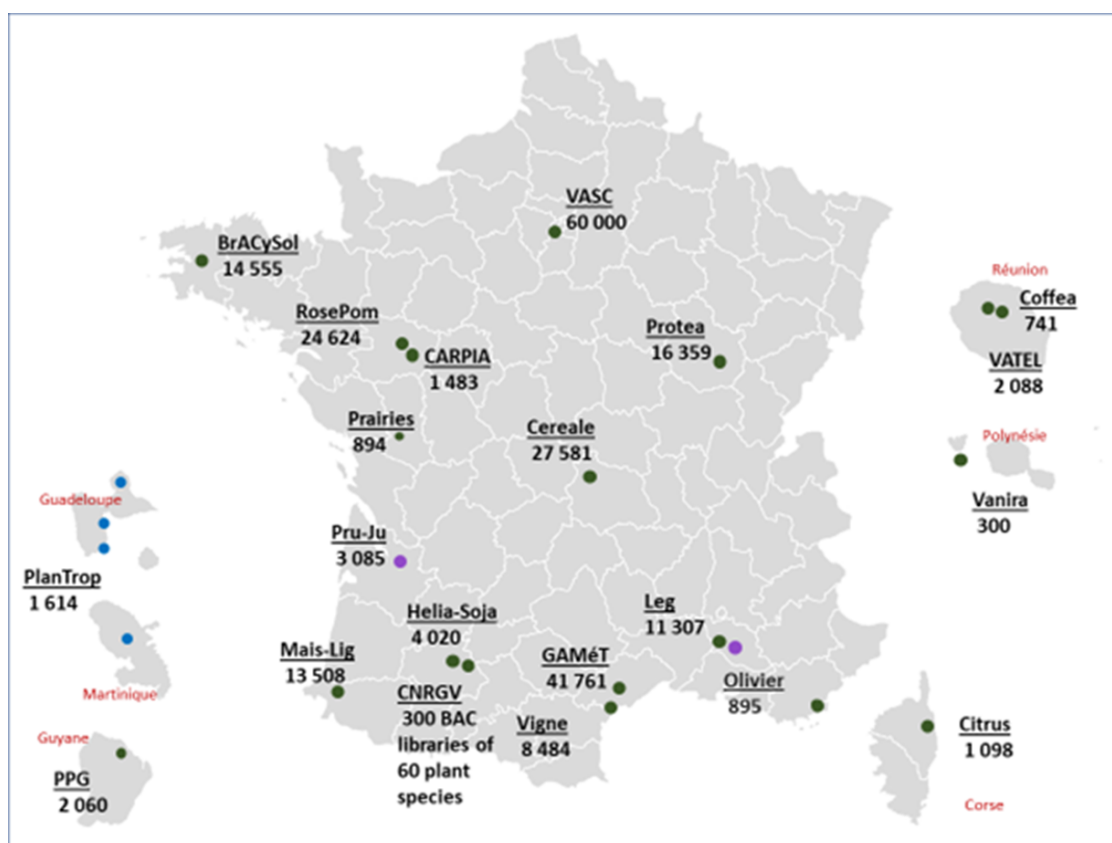 VASC
60 000
BrACySol
14 555
Réunion
Coffea
741
VATEL
2 088
RosePom
24 624
CARPIA
1 483
Protea
16 359
Prairies
894
Cereale
27 581
Polynésie
Vanira
300
Guadeloupe
PlanTrop
1 614
Martinique
Pru-Ju
3 085
Helia-Soja
4 020
Leg
11 307
Mais-Lig
13 508
GAMéT
41 761
CNRGV
300 BAC
libraries of
60 plant
species
Vigne
8 484
Olivier
895
Citrus
1 098
Corse
Guyane
PPG
2 060